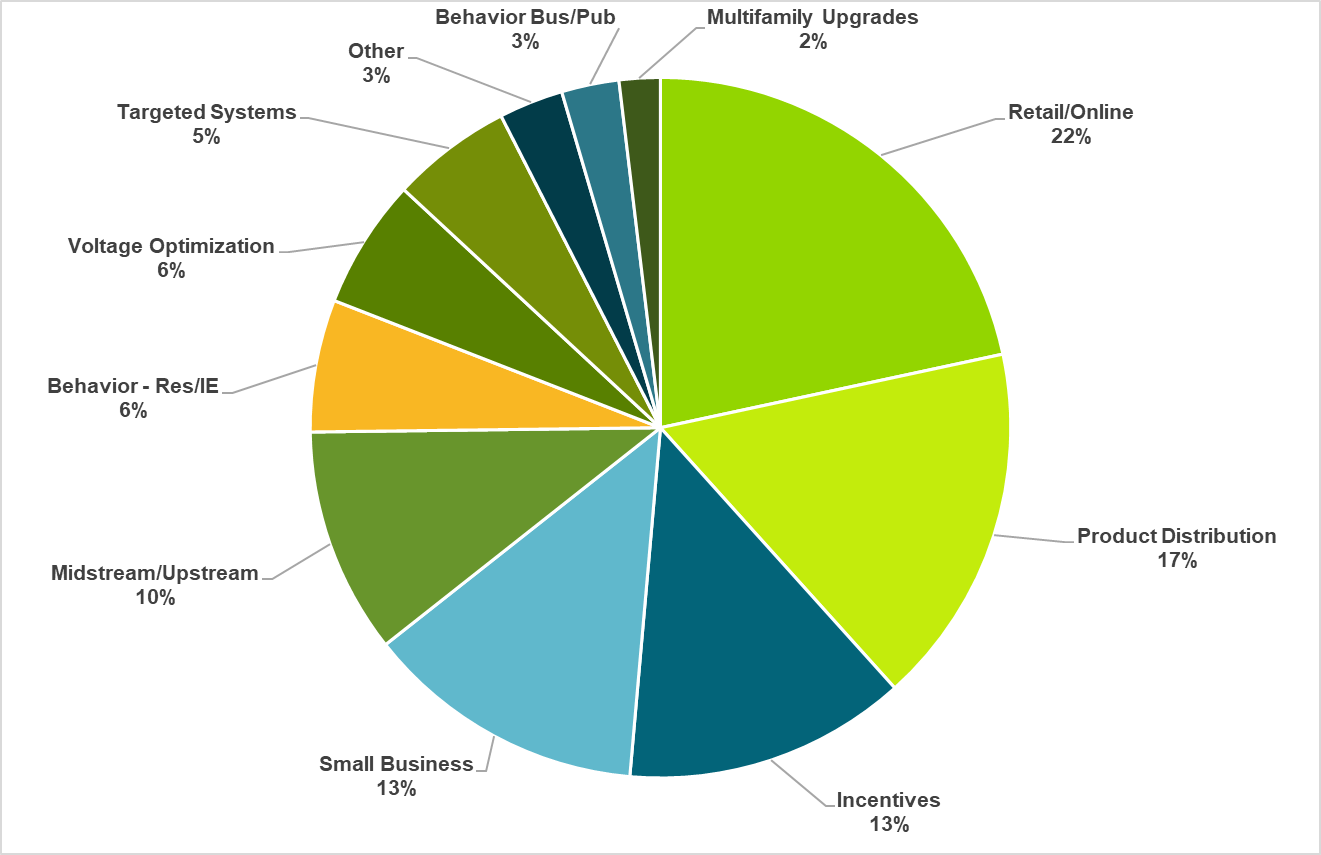 Behavior Bus/Pub
3%
Multifamily Upgrades
2%
Other
3%
Targeted Systems
5%
Retail/Online
22%
Voltage Optimization
6%
Behavior - Res/IE
6%
Product Distribution
17%
Midstream/Upstream
10%
Small Business
13%
Incentives
13%